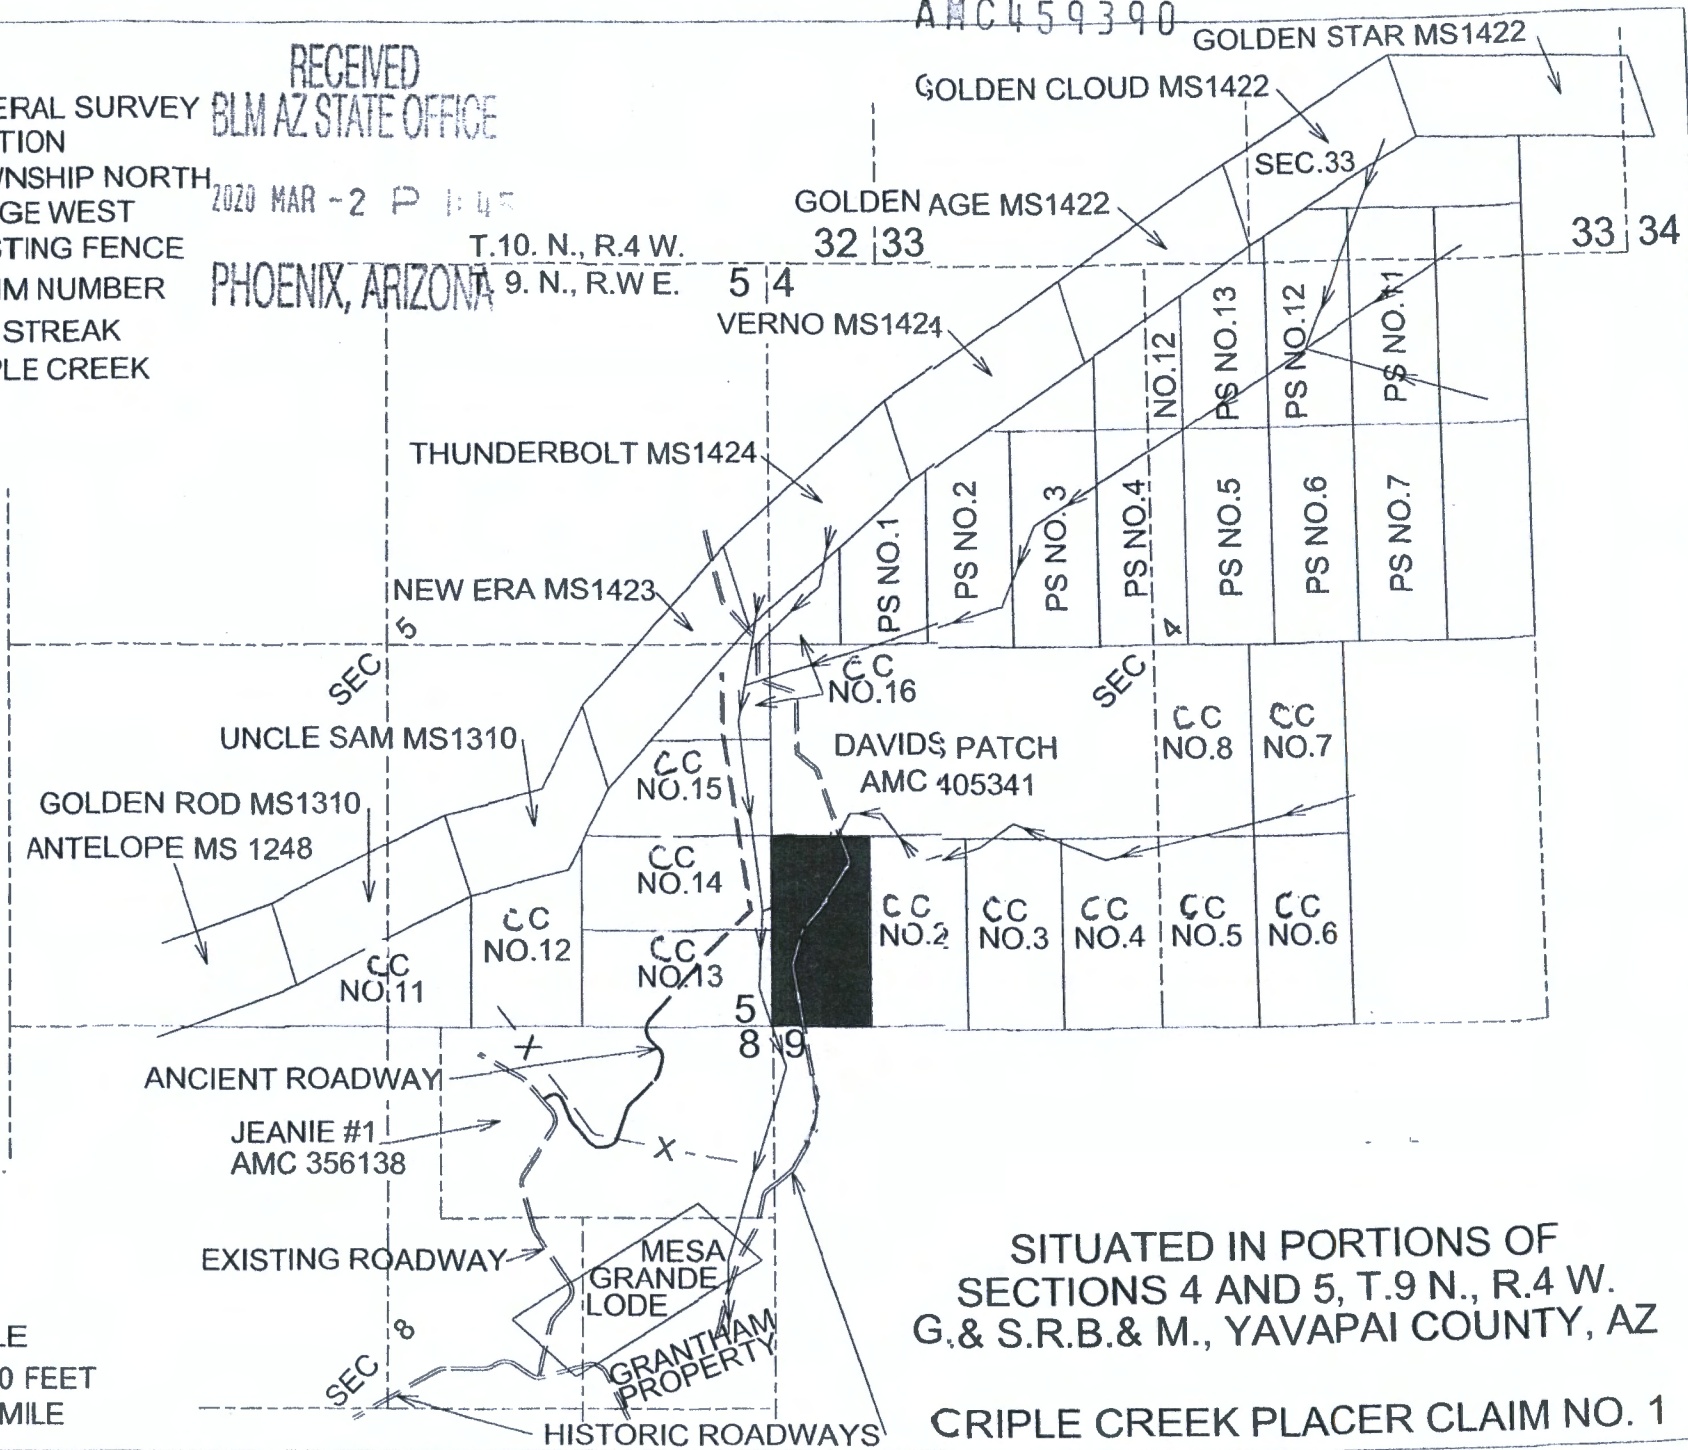 AMC459390
GOLDEN STAR MS1422
RECEIVED
GOLDEN CLOUD MS1422
ERAL SURVEY
BLM AZ STATE OFFICE
TION
SEC.33
NSHIP NORTH
2020 MAR -2 P 1:45
GE WEST
GOLDEN AGE MS1422
STING FENCE
T.10. N., R.4 W.
32 33
33 34
IM NUMBER
PHOENIX, ARIZONA
T. 9. N., R.W E.
5 4
STREAK
VERNO MS1424
PLE CREEK
NO.12
PS NO.13
PS NO.12
PS NO.11
THUNDERBOLT MS1424
PS NO.1
PS NO.2
PS NO.3
PS NO.4
PS NO.5
PS NO.6
PS NO.7
NEW ERA MS1423
SEC 5
SEC 4
CC
NO.16
UNCLE SAM MS1310
CC
NO.8
CC
NO.7
DAVIDS PATCH
AMC 405341
CC
NO.15
GOLDEN ROD MS1310
ANTELOPE MS 1248
CC
NO.14
CC
NO.12
CC
NO.2
CC
NO.3
CC
NO.4
CC
NO.5
CC
NO.6
CC
NO.13
CC
NO.11
5
8 9
X
ANCIENT ROADWAY
JEANIE #1
AMC 356138
X
EXISTING ROADWAY
MESA
GRANDE
LODE
SITUATED IN PORTIONS OF
SECTIONS 4 AND 5, T.9 N., R.4 W.
G.& S.R.B.& M., YAVAPAI COUNTY, AZ
LE
0 FEET
MILE
SEC 8
GRANTHAM
PROPERTY
HISTORIC ROADWAYS
CRIPLE CREEK PLACER CLAIM NO. 1